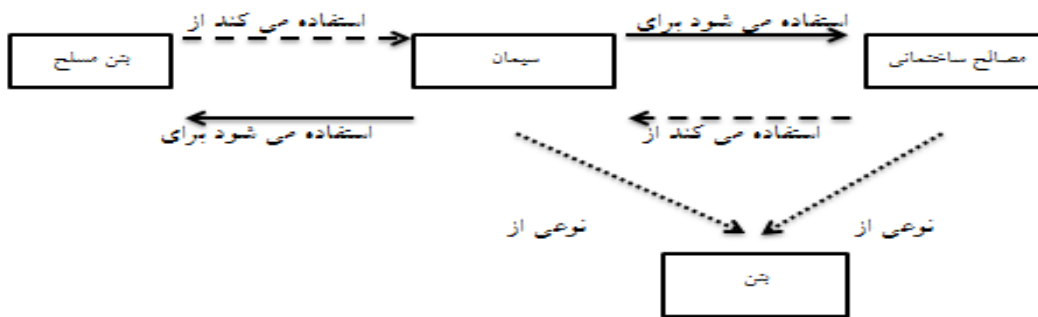 استفاده می شود برای
استفاده می کند از
مصالح ساختمانی
سیمان
بتن مسلح
استفاده می کند از
استفاده می شود برای
نوعی از
نوعی از
بتن